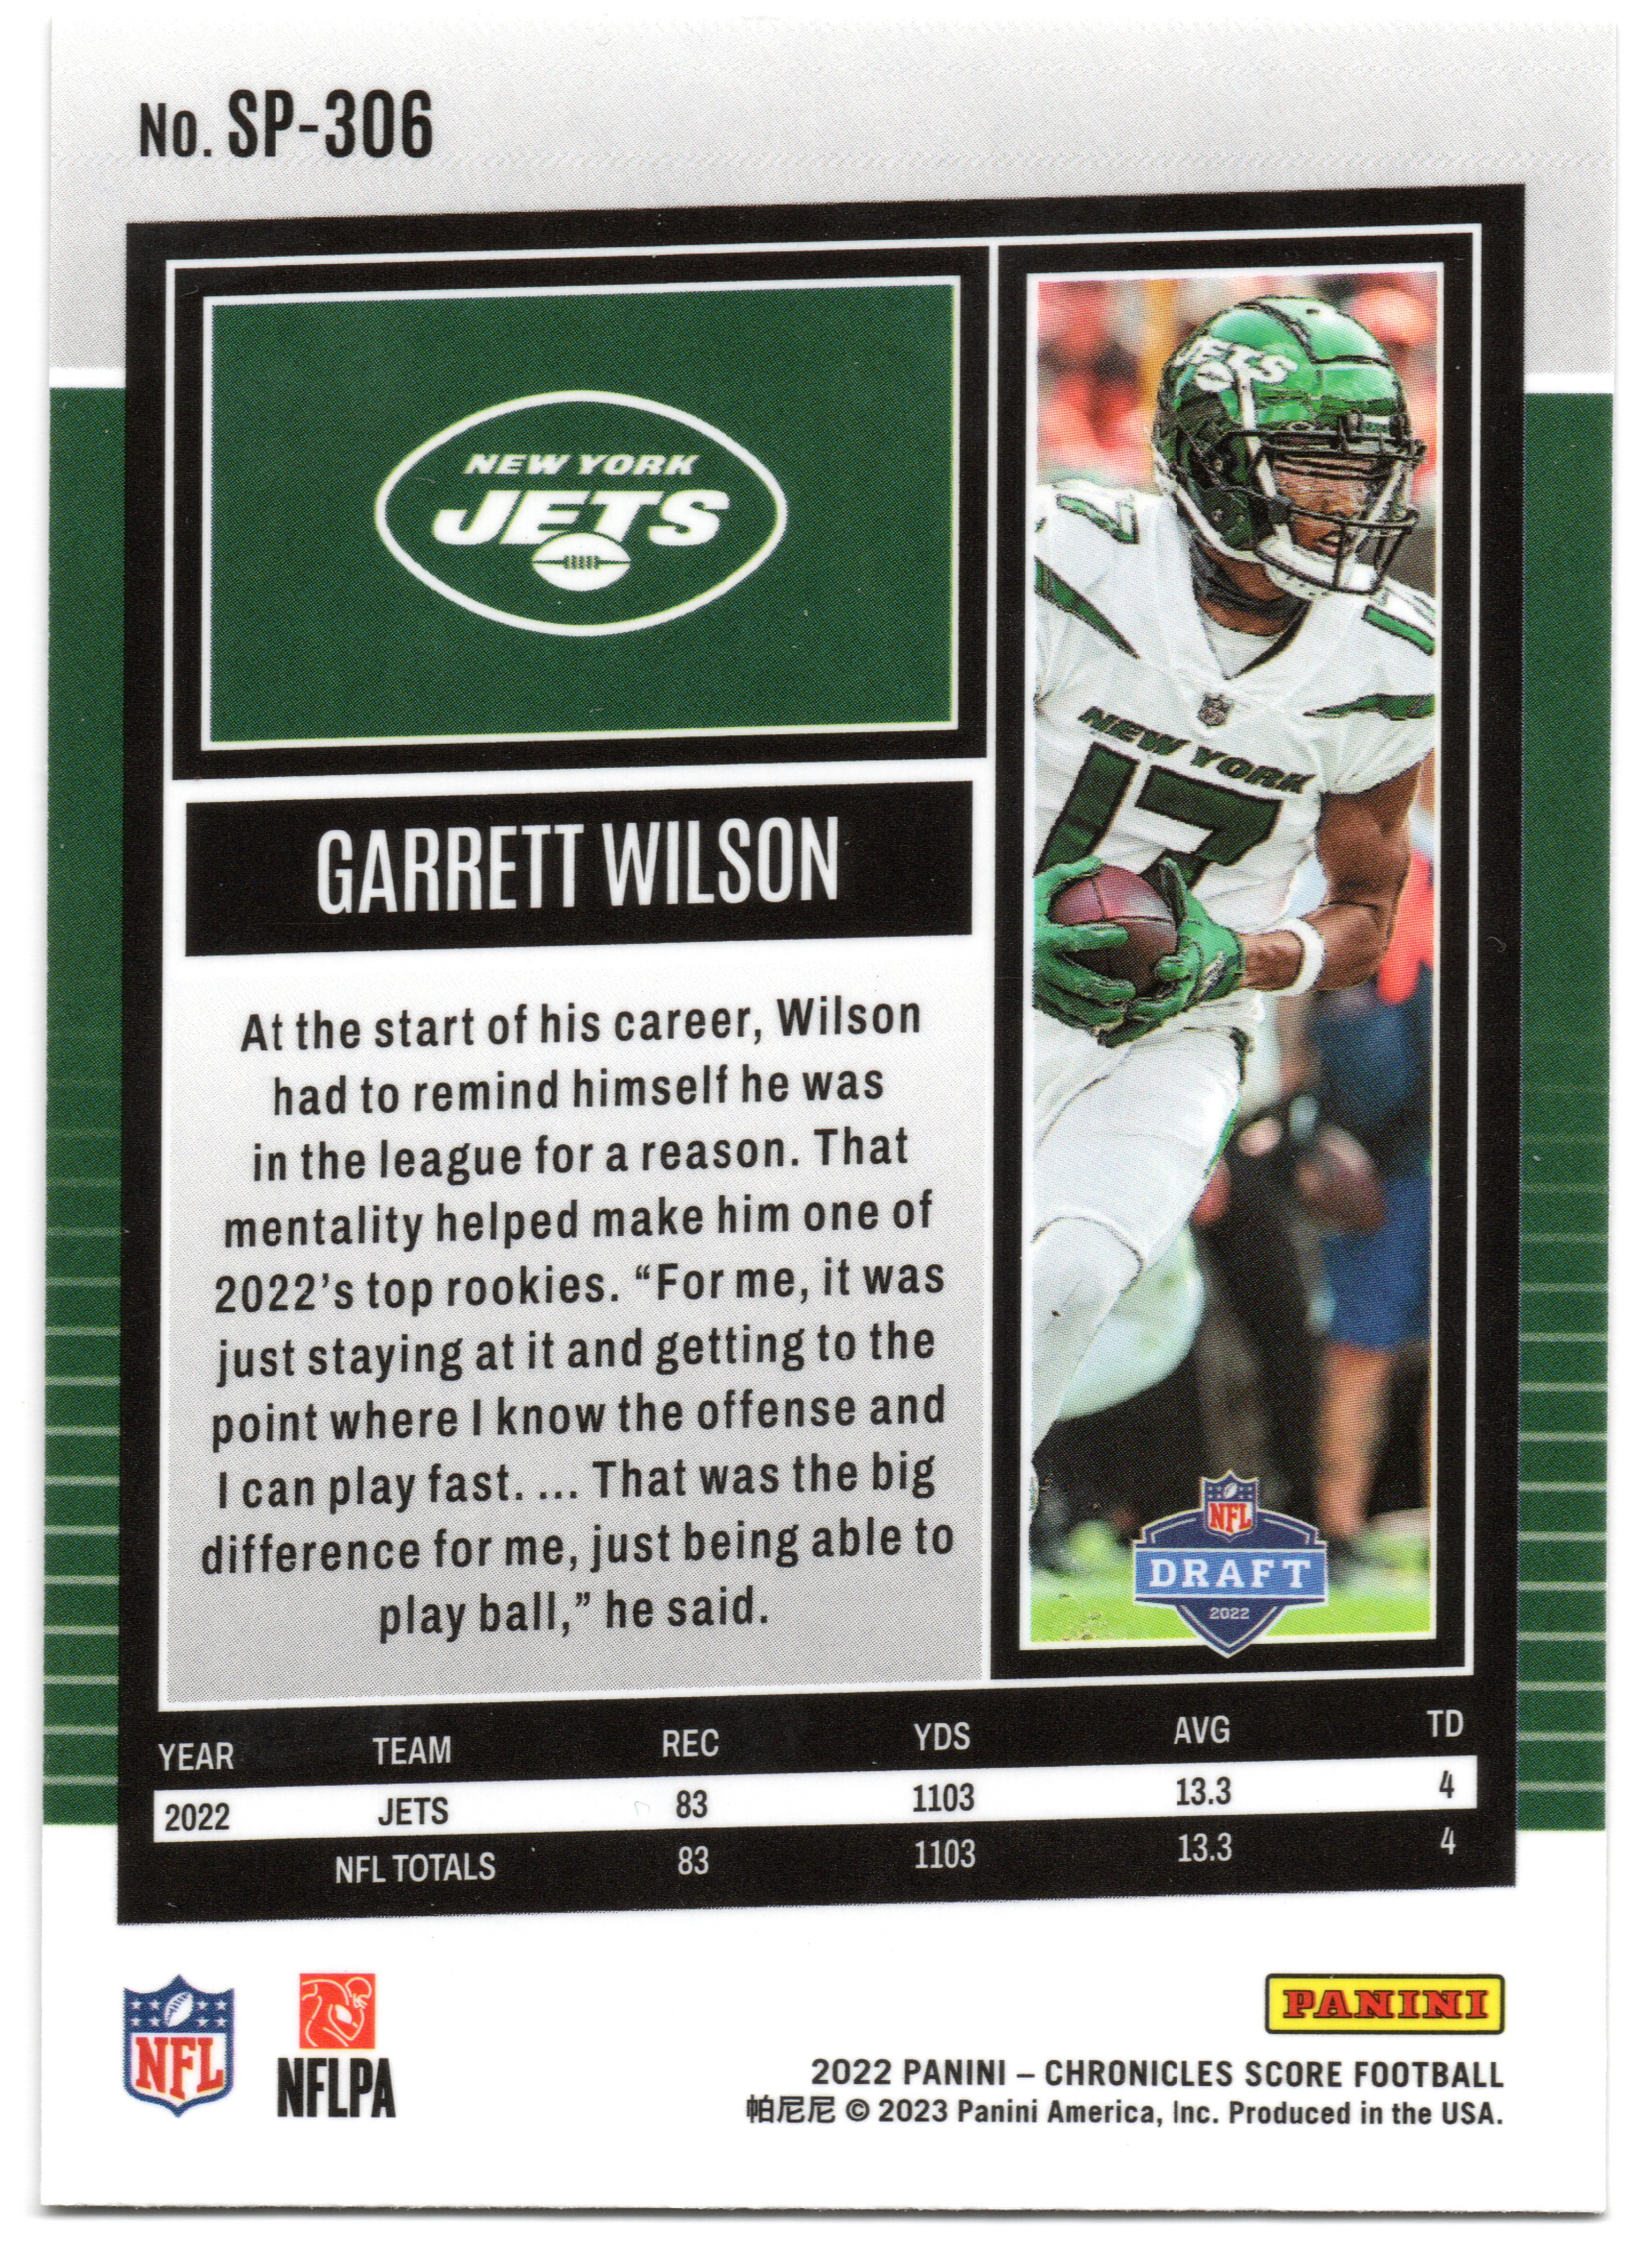 No. SP-306
NEW YORK
JETS
JETS
NEW YORK
17
GARRETT WILSON
At the start of his career, Wilson
had to remind himself he was
in the league for a reason. That
mentality helped make him one of
2022’s top rookies. “For me, it was
just staying at it and getting to the
point where I know the offense and
I can play fast. ... That was the big
difference for me, just being able to
play ball,” he said.
NFL
DRAFT
2022
YEAR TEAM REC YDS AVG TD
2022 JETS 83 1103 13.3 4
NFL TOTALS 83 1103 13.3 4
NFL
NFLPA
PANINI
2022 PANINI – CHRONICLES SCORE FOOTBALL
帕尼尼 © 2023 Panini America, Inc. Produced in the USA.